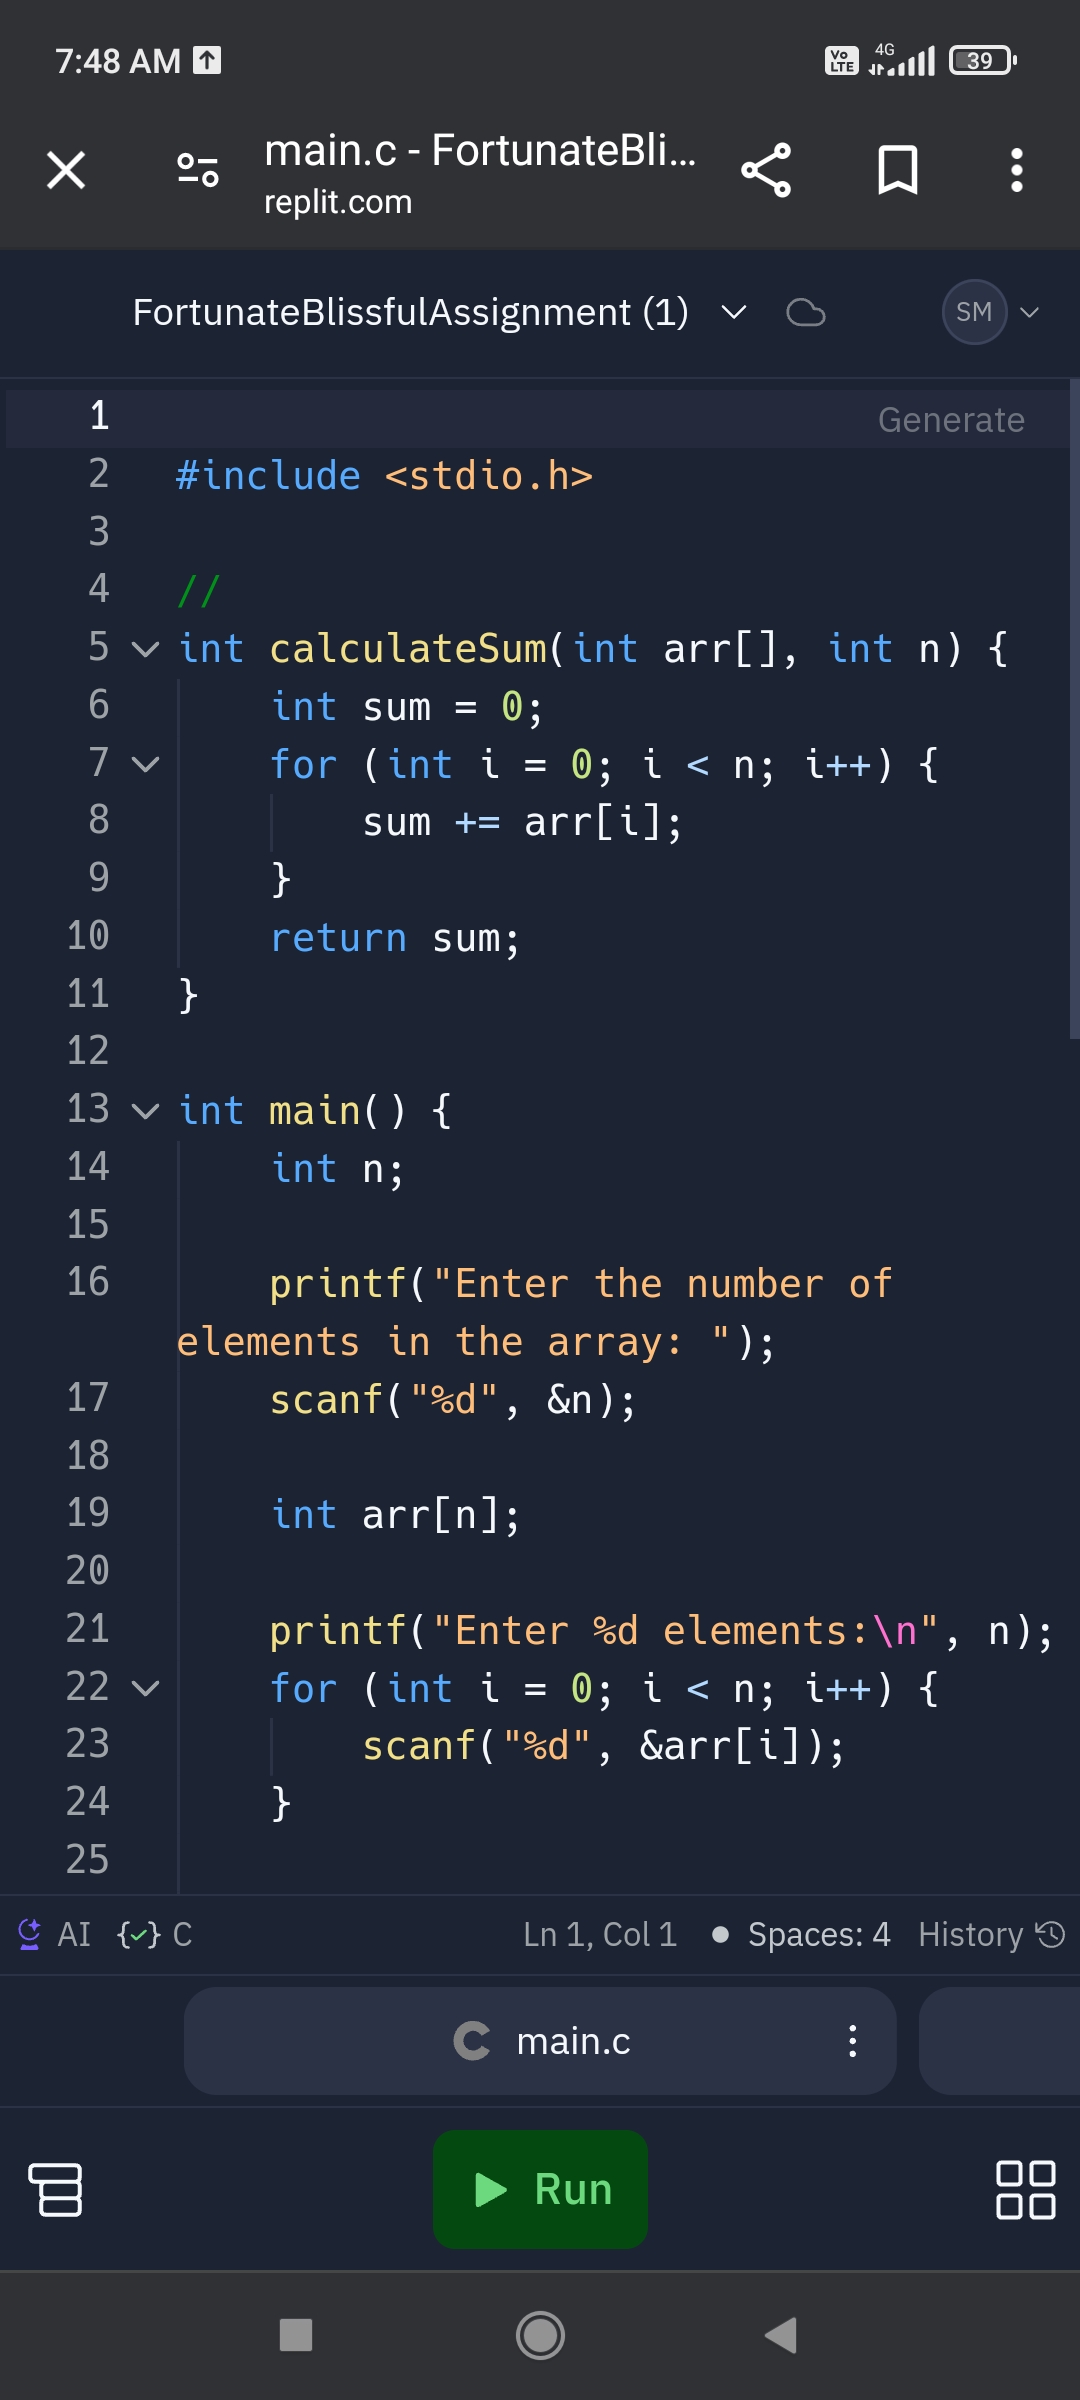 7:48 AM
Vo LTE 4G 39
main.c - FortunateBli...
replit.com
FortunateBlissfulAssignment (1)
SM
1
Generate
2 #include <stdio.h>
3
4 //
5 int calculateSum(int arr[], int n) {
6     int sum = 0;
7     for (int i = 0; i < n; i++) {
8         sum += arr[i];
9     }
10     return sum;
11 }
12
13 int main() {
14     int n;
15
16     printf("Enter the number of
elements in the array: ");
17     scanf("%d", &n);
18
19     int arr[n];
20
21     printf("Enter %d elements:\n", n);
22     for (int i = 0; i < n; i++) {
23         scanf("%d", &arr[i]);
24     }
25
AI {✓} C Ln 1, Col 1 • Spaces: 4 History
main.c
Run